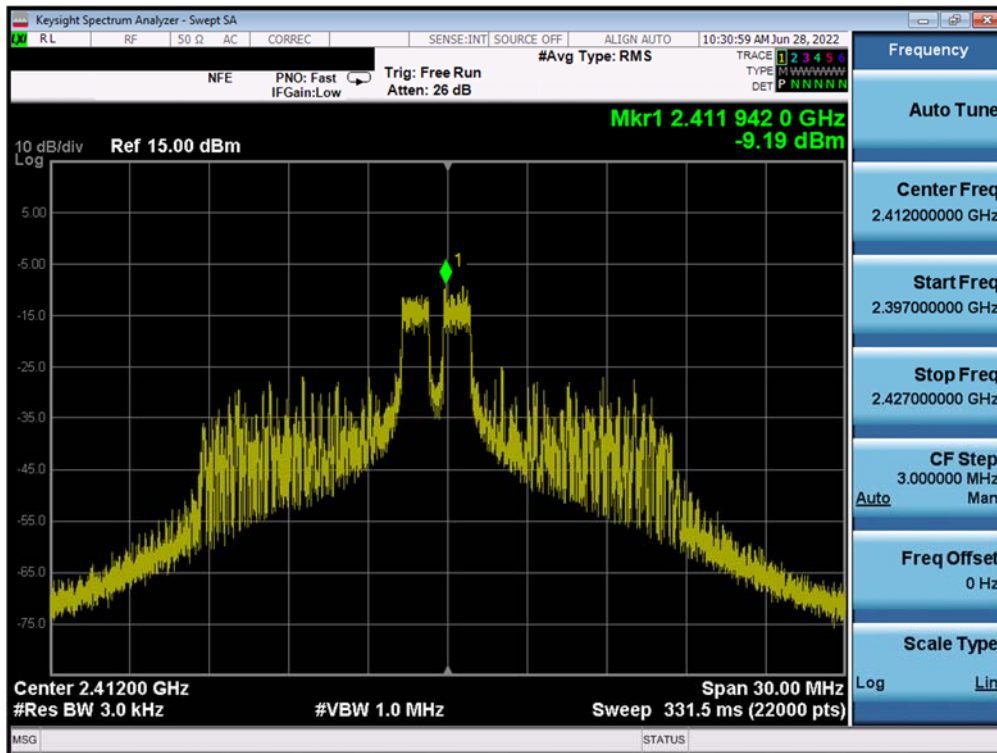 Keysight Spectrum Analyzer - Swept SA
LXI RL RF 50 Ω AC CORREC SENSE:INT SOURCE OFF ALIGN AUTO 10:30:59 AM Jun 28, 2022
NFE PNO: Fast Trig: Free Run #Avg Type: RMS TRACE 1 2 3 4 5 6
IFGain:Low Atten: 26 dB TYPE M WWWWW
DET P N N N N N
Mkr1 2.411 942 0 GHz
-9.19 dBm
10 dB/div Ref 15.00 dBm
Log
5.00
-5.00
1
-15.0
-25.0
-35.0
-45.0
-55.0
-65.0
-75.0
Center 2.41200 GHz Span 30.00 MHz
#Res BW 3.0 kHz #VBW 1.0 MHz Sweep 331.5 ms (22000 pts)
MSG STATUS
Frequency
Auto Tune
Center Freq
2.412000000 GHz
Start Freq
2.397000000 GHz
Stop Freq
2.427000000 GHz
CF Step
3.000000 MHz
Auto Man
Freq Offset
0 Hz
Scale Type
Log Lin